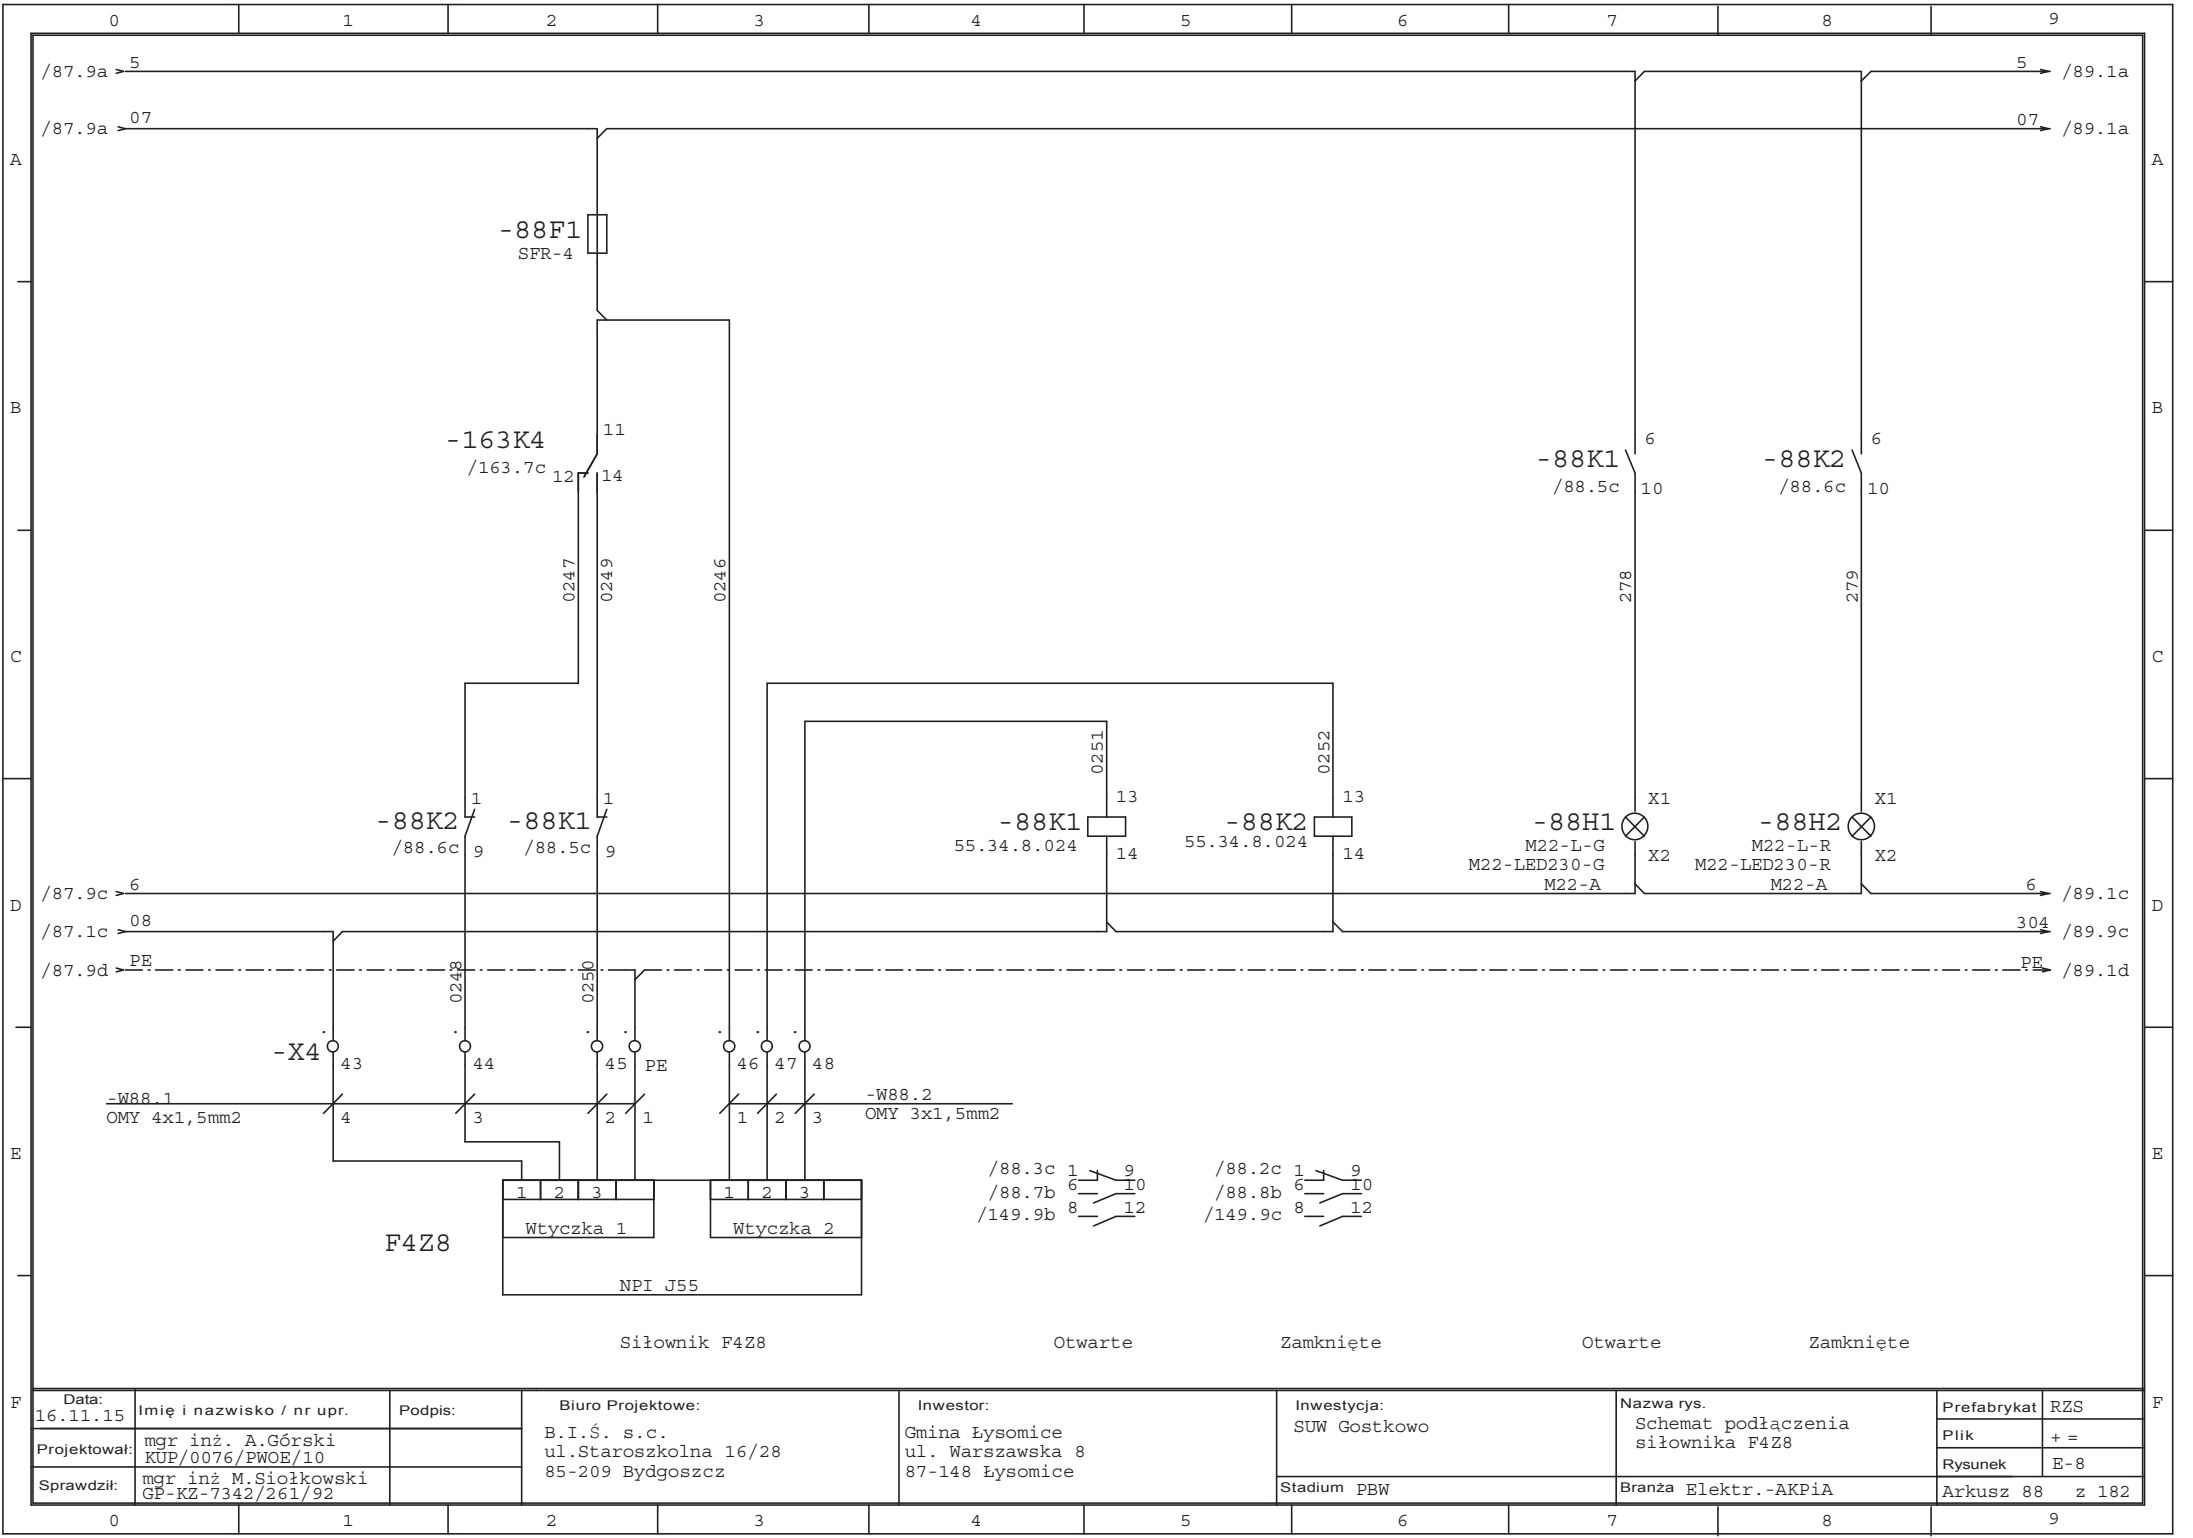 0 1 2 3 4 5 6 7 8 9
/87.9a 5 5 /89.1a
/87.9a 07 07 /89.1a
A A
-88F1
SFR-4
B B
-163K4 11
/163.7c 12 14
-88K1 6
/88.5c 10
-88K2 6
/88.6c 10
0247 0249 0246 278 279
C C
0251 0252
-88K2 1
/88.6c 9
-88K1 1
/88.5c 9
13
-88K1
55.34.8.024
14
13
-88K2
55.34.8.024
14
X1
-88H1
M22-L-G X2
M22-LED230-G
M22-A
X1
-88H2
M22-L-R X2
M22-LED230-R
M22-A
/87.9c 6 6 /89.1c
D D
/87.1c 08 304 /89.9c
/87.9d PE PE /89.1d
0248 0250
-X4 43 44 45 PE 46 47 48
-W88.1 -W88.2
OMY 4x1,5mm2 4 3 2 1 1 2 3 OMY 3x1,5mm2
E E
/88.3c 1 9
/88.7b 6 10
/149.9b 8 12
/88.2c 1 9
/88.8b 6 10
/149.9c 8 12
1 2 3 1 2 3
Wtyczka 1 Wtyczka 2
F4Z8
NPI J55
Siłownik F4Z8 Otwarte Zamknięte Otwarte Zamknięte
F F
Data:
16.11.15
Imię i nazwisko / nr upr.
Podpis:
Projektował:
mgr inż. A.Górski
KUP/0076/PWOE/10
Sprawdził:
mgr inż M.Siołkowski
GP-KZ-7342/261/92
Biuro Projektowe:
B.I.Ś. s.c.
ul.Staroszkolna 16/28
85-209 Bydgoszcz
Inwestor:
Gmina Łysomice
ul. Warszawska 8
87-148 Łysomice
Inwestycja:
SUW Gostkowo
Stadium PBW
Nazwa rys.
Schemat podłączenia
siłownika F4Z8
Branża Elektr.-AKPiA
Prefabrykat RZS
Plik + =
Rysunek E-8
Arkusz 88 z 182
0 1 2 3 4 5 6 7 8 9